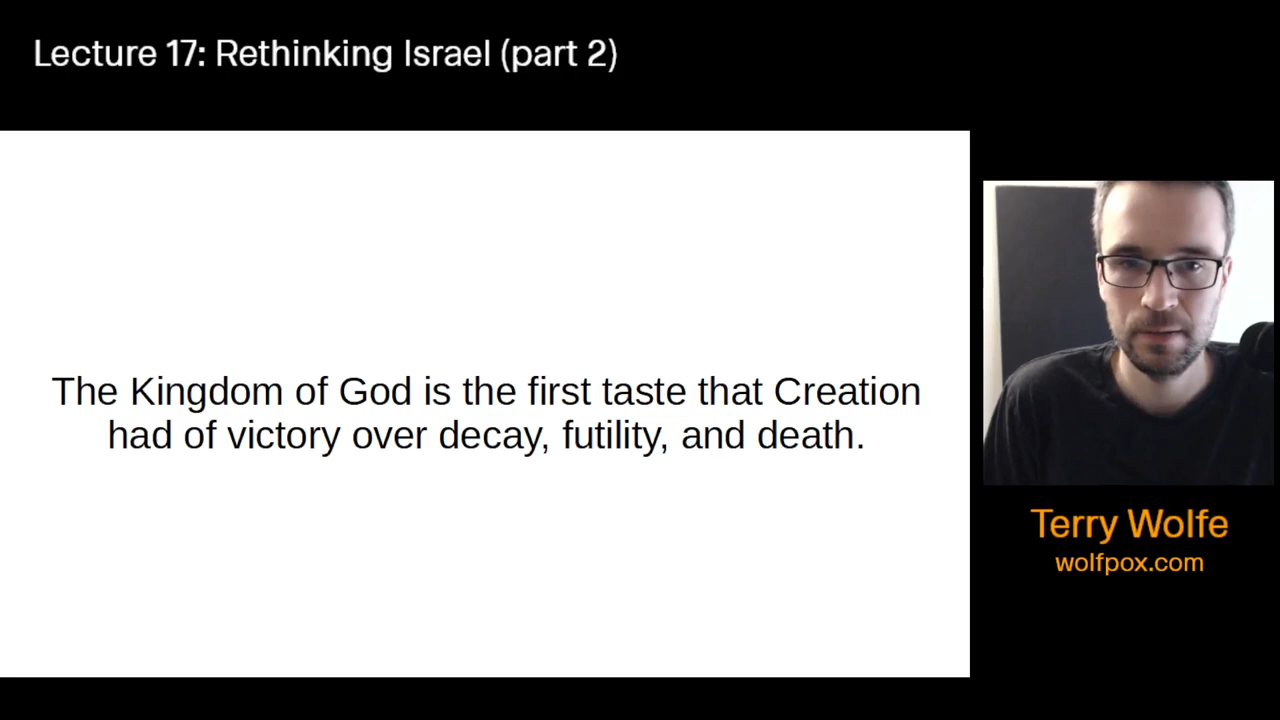 Lecture 17: Rethinking Israel (part 2)
The Kingdom of God is the first taste that Creation
had of victory over decay, futility, and death.
Terry Wolfe
wolfpox.com